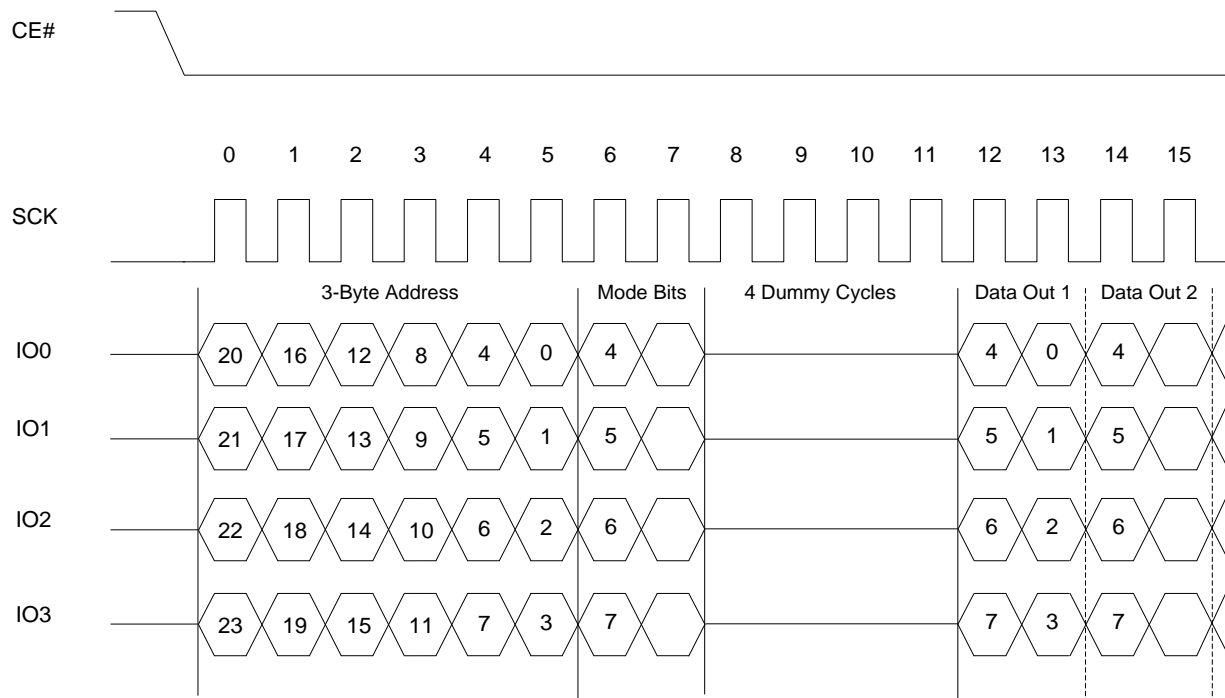 CE#
0 1 2 3 4 5 6 7 8 9 10 11 12 13 14 15
SCK
3-Byte Address Mode Bits 4 Dummy Cycles Data Out 1 Data Out 2
IO0 20 16 12 8 4 0 4 4 0 4
IO1 21 17 13 9 5 1 5 5 1 5
IO2 22 18 14 10 6 2 6 6 2 6
IO3 23 19 15 11 7 3 7 7 3 7